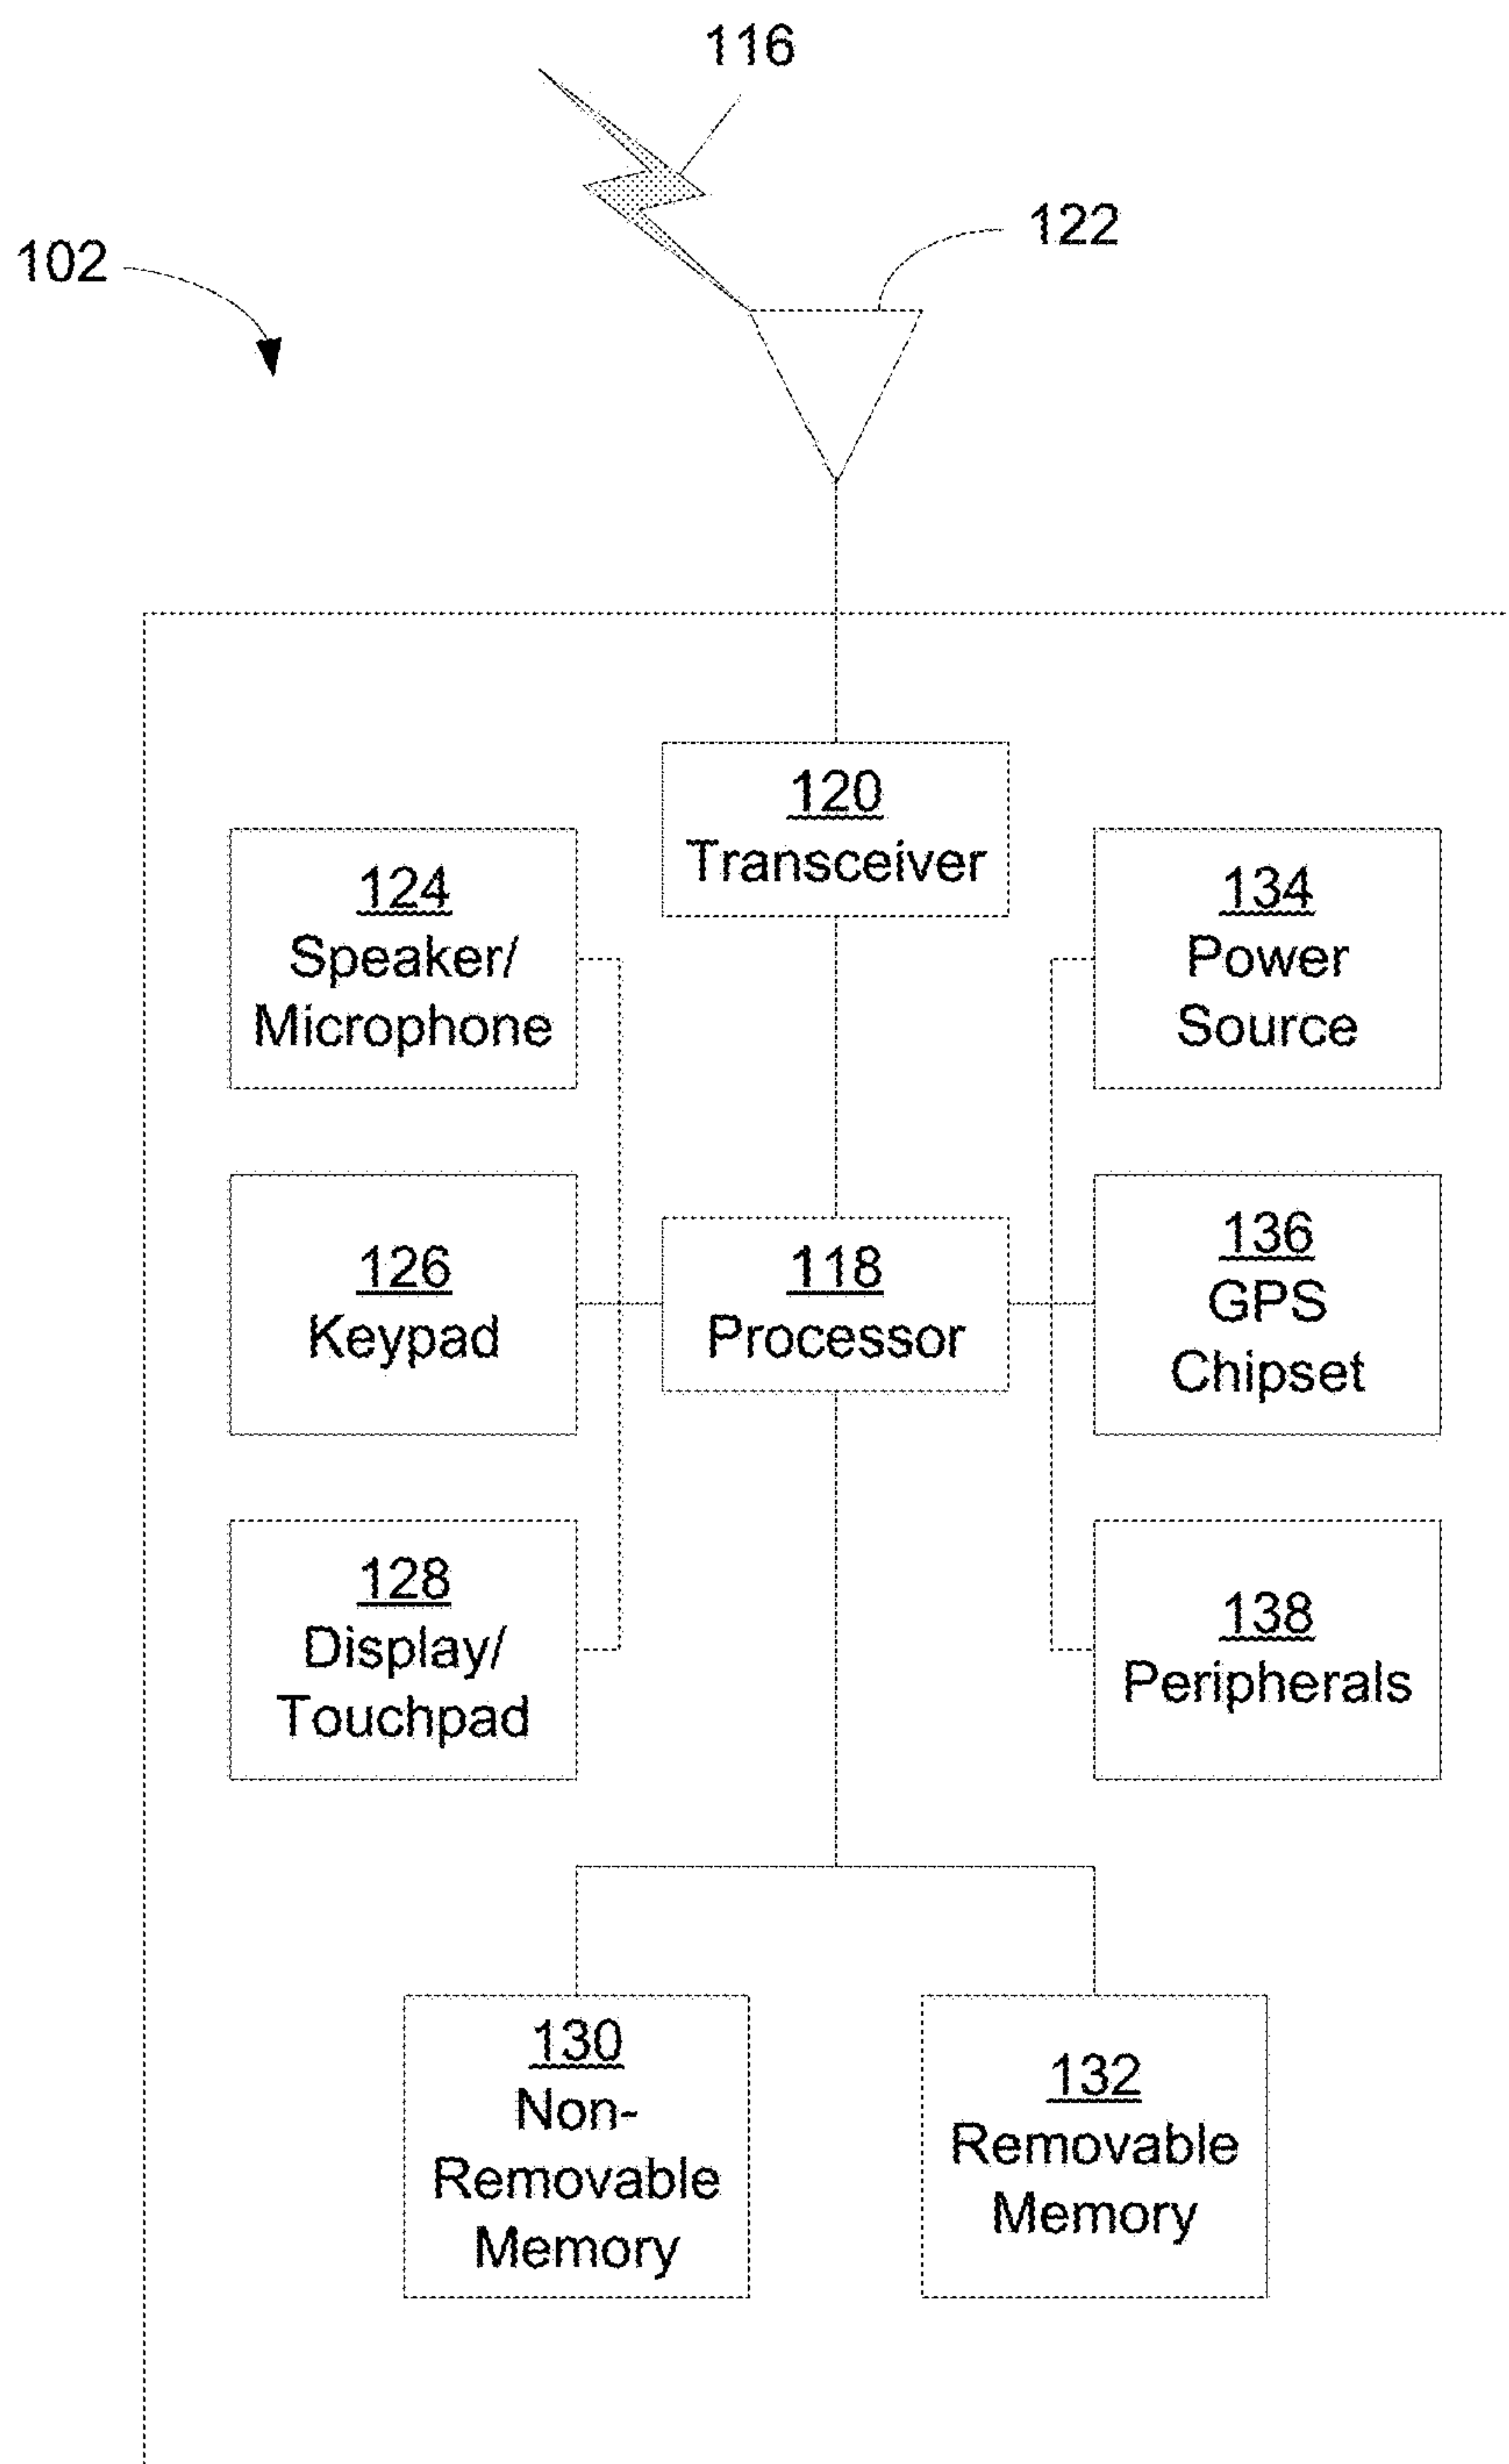 116
122
102
120
Transceiver
124
Speaker/
Microphone
134
Power
Source
126
Keypad
118
Processor
136
GPS
Chipset
128
Display/
Touchpad
138
Peripherals
130
Non-
Removable
Memory
132
Removable
Memory